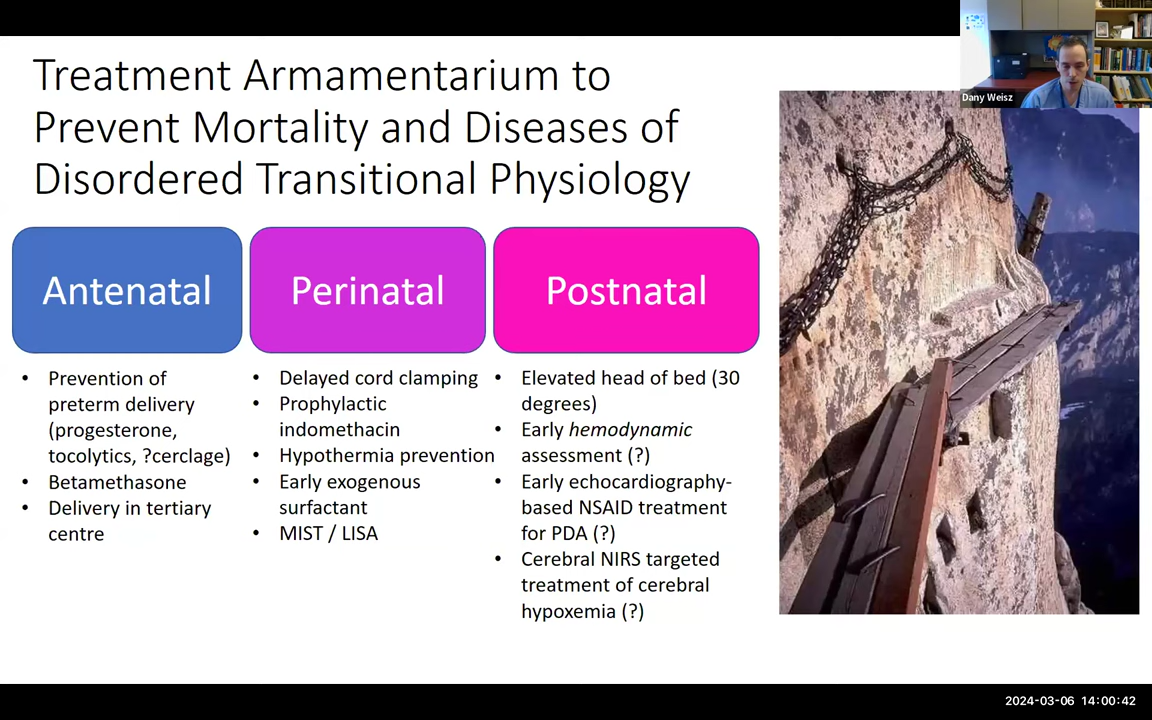 Dany Weisz
Treatment Armamentarium to
Prevent Mortality and Diseases of
Disordered Transitional Physiology
Antenatal
• Prevention of
preterm delivery
(progesterone,
tocolytics, ?cerclage)
• Betamethasone
• Delivery in tertiary
centre
Perinatal
• Delayed cord clamping
• Prophylactic
indomethacin
• Hypothermia prevention
• Early exogenous
surfactant
• MIST / LISA
Postnatal
• Elevated head of bed (30
degrees)
• Early hemodynamic
assessment (?)
• Early echocardiography-
based NSAID treatment
for PDA (?)
• Cerebral NIRS targeted
treatment of cerebral
hypoxemia (?)
2024-03-06 14:00:42